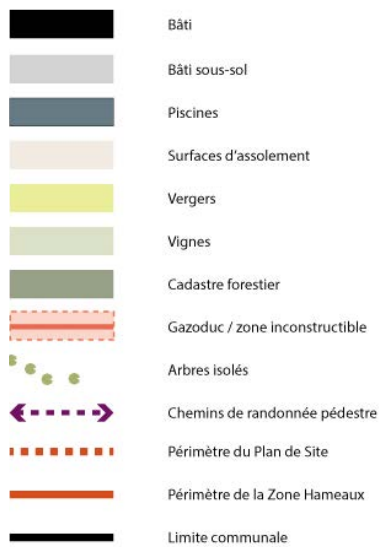 Bâti
Bâti sous-sol
Piscines
Surfaces d'assolement
Vergers
Vignes
Cadastre forestier
Gazoduc / zone inconstructible
Arbres isolés
Chemins de randonnée pédestre
Périmètre du Plan de Site
Périmètre de la Zone Hameaux
Limite communale